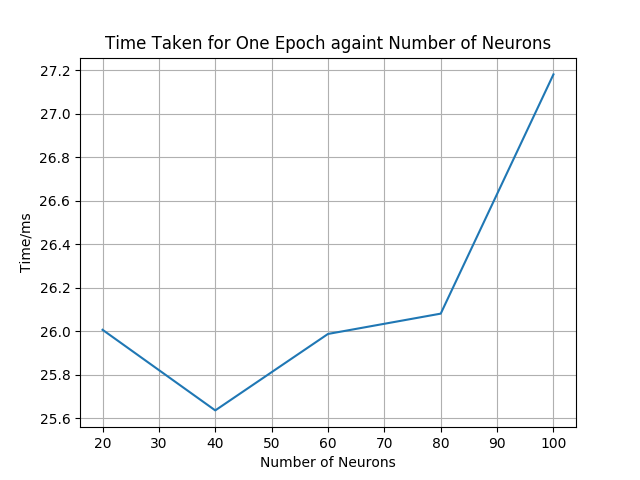 Time Taken for One Epoch againt Number of Neurons
27.2
27.0
26.8
26.6
26.4
26.2
26.0
25.8
25.6
Time/ms
20 30 40 50 60 70 80 90 100
Number of Neurons